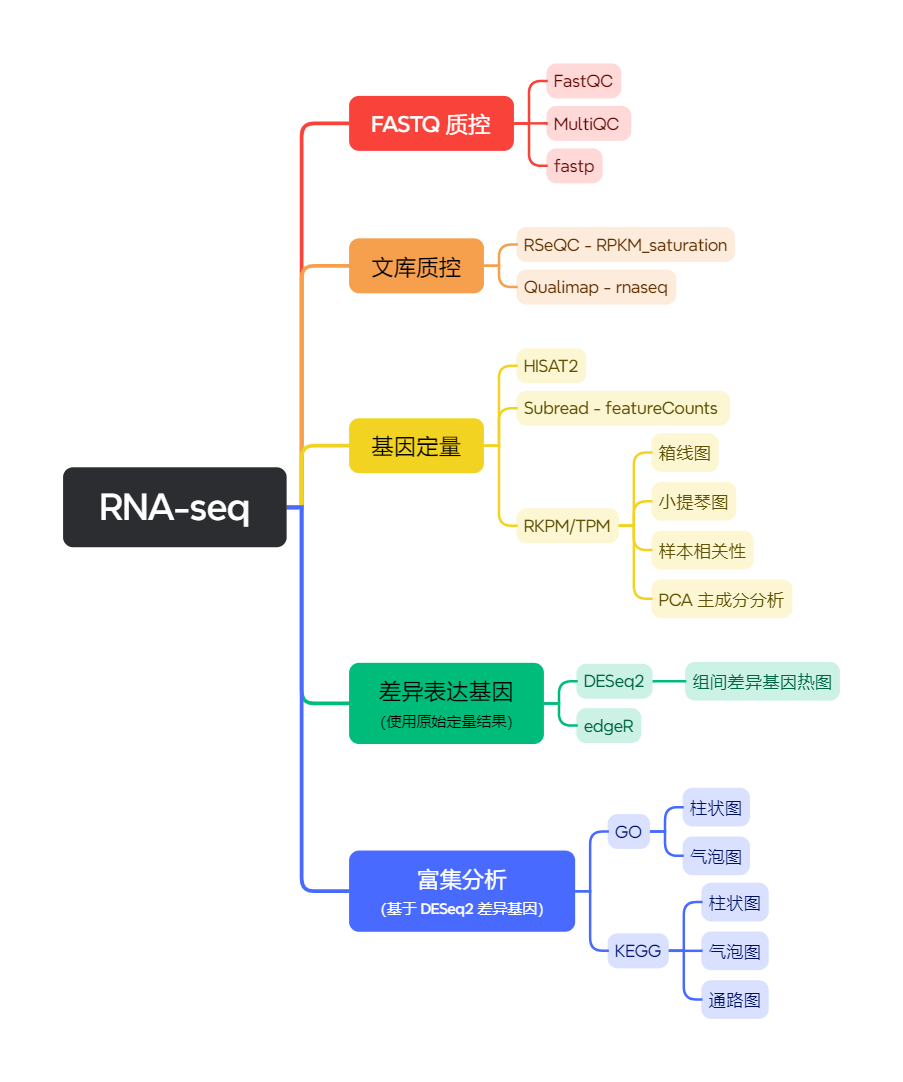 RNA-seq
FASTQ 质控
FastQC
MultiQC
fastp
文库质控
RSeQC - RPKM_saturation
Qualimap - rnaseq
基因定量
HISAT2
Subread - featureCounts
RKPM/TPM
箱线图
小提琴图
样本相关性
PCA 主成分分析
差异表达基因
(使用原始定量结果)
DESeq2
组间差异基因热图
edgeR
富集分析
(基于 DESeq2 差异基因)
GO
柱状图
气泡图
KEGG
柱状图
气泡图
通路图